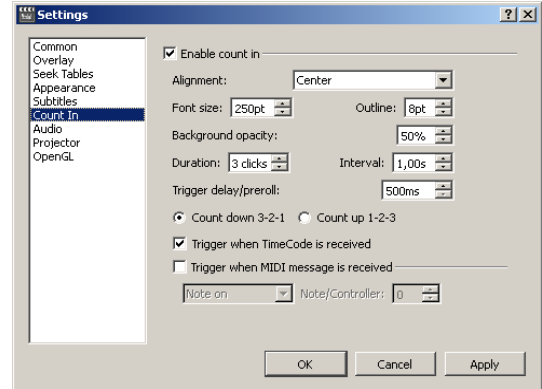 Settings
Common
Overlay
Seek Tables
Appearance
Subtitles
Count In
Audio
Projector
OpenGL
Enable count in
Alignment: Center
Font size: 250pt Outline: 8pt
Background opacity: 50%
Duration: 3 clicks Interval: 1,00s
Trigger delay/preroll: 500ms
Count down 3-2-1 Count up 1-2-3
Trigger when TimeCode is received
Trigger when MIDI message is received
Note on Note/Controller: 0
OK Cancel Apply